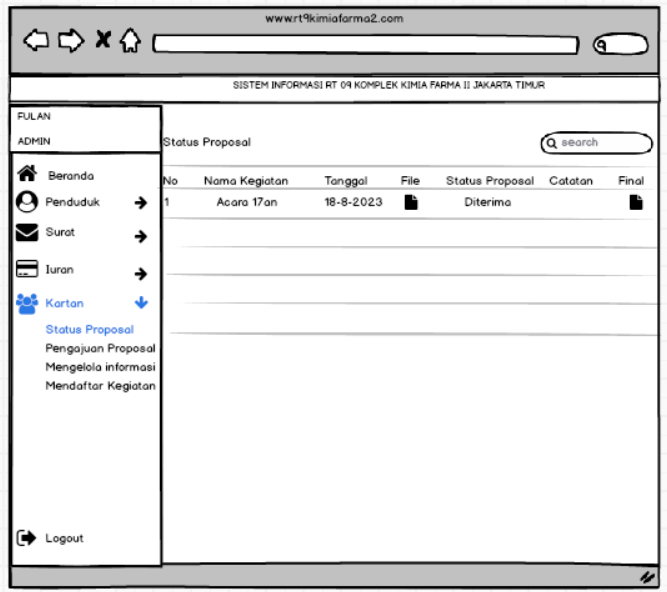 www.rt9kimiafarma2.com
SISTEM INFORMASI RT 09 KOMPLEK KIMIA FARMA II JAKARTA TIMUR
FULAN
ADMIN
Beranda
Penduduk
Surat
Iuran
Kartan
Status Proposal
Pengajuan Proposal
Mengelola informasi
Mendaftar Kegiatan
Logout
Status Proposal
search
No Nama Kegiatan Tanggal File Status Proposal Catatan Final
1 Acara 17an 18-8-2023 Diterima